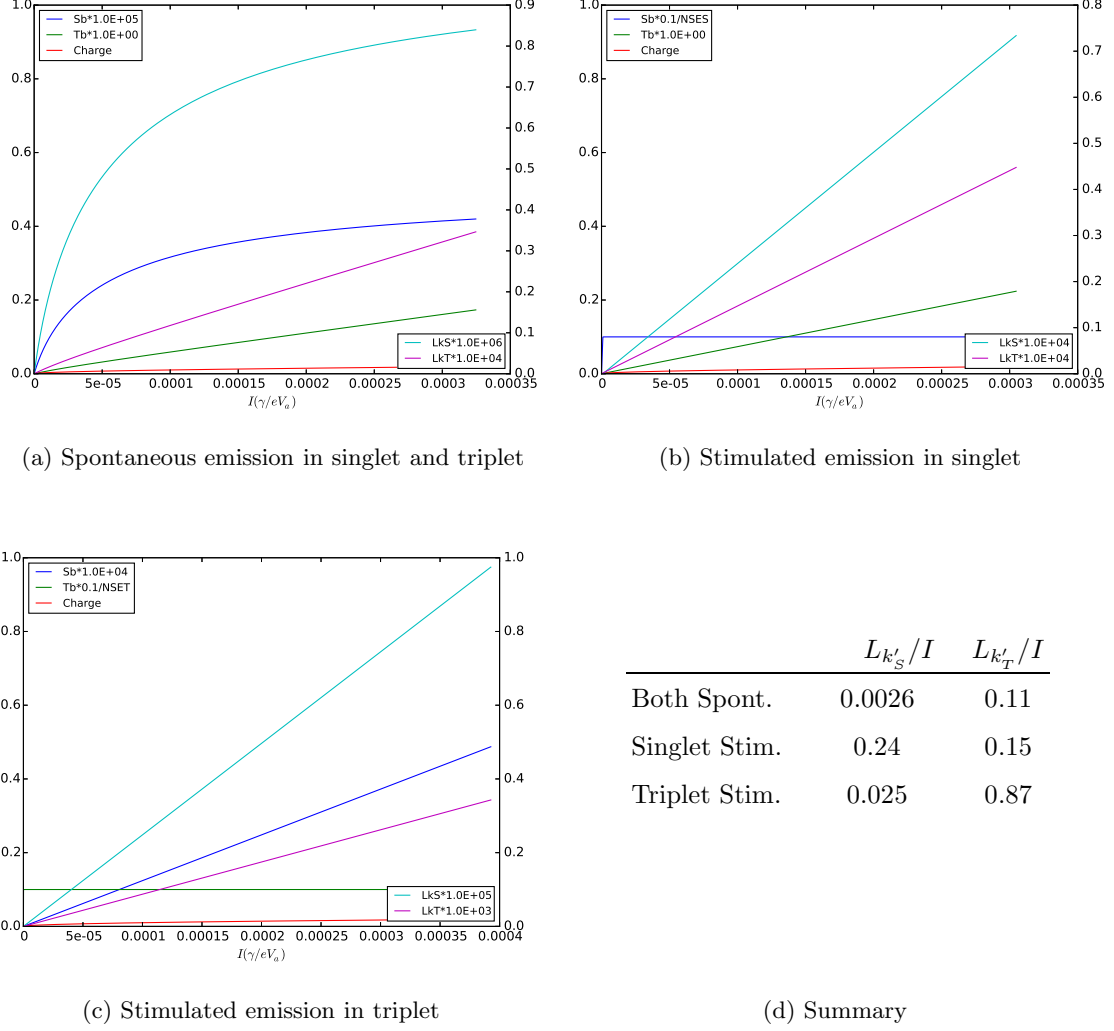 1.0
0.8
0.6
0.4
0.2
0.0
0.9
0.8
0.7
0.6
0.5
0.4
0.3
0.2
0.1
0.0
Sb*1.0E+05
Tb*1.0E+00
Charge
LkS*1.0E+06
LkT*1.0E+04
0 5e-05 0.0001 0.00015 0.0002 0.00025 0.0003 0.00035
I(γ/eVₐ)
(a) Spontaneous emission in singlet and triplet
1.0
0.8
0.6
0.4
0.2
0.0
0.8
0.7
0.6
0.5
0.4
0.3
0.2
0.1
0.0
Sb*0.1/NSES
Tb*1.0E+00
Charge
LkS*1.0E+04
LkT*1.0E+04
0 5e-05 0.0001 0.00015 0.0002 0.00025 0.0003 0.00035
I(γ/eVₐ)
(b) Stimulated emission in singlet
1.0
0.8
0.6
0.4
0.2
0.0
1.0
0.8
0.6
0.4
0.2
0.0
Sb*1.0E+04
Tb*0.1/NSET
Charge
LkS*1.0E+05
LkT*1.0E+03
0 5e-05 0.0001 0.00015 0.0002 0.00025 0.0003 0.00035 0.0004
I(γ/eVₐ)
(c) Stimulated emission in triplet
L_{k'_S}/I L_{k'_T}/I
Both Spont. 0.0026 0.11
Singlet Stim. 0.24 0.15
Triplet Stim. 0.025 0.87
(d) Summary